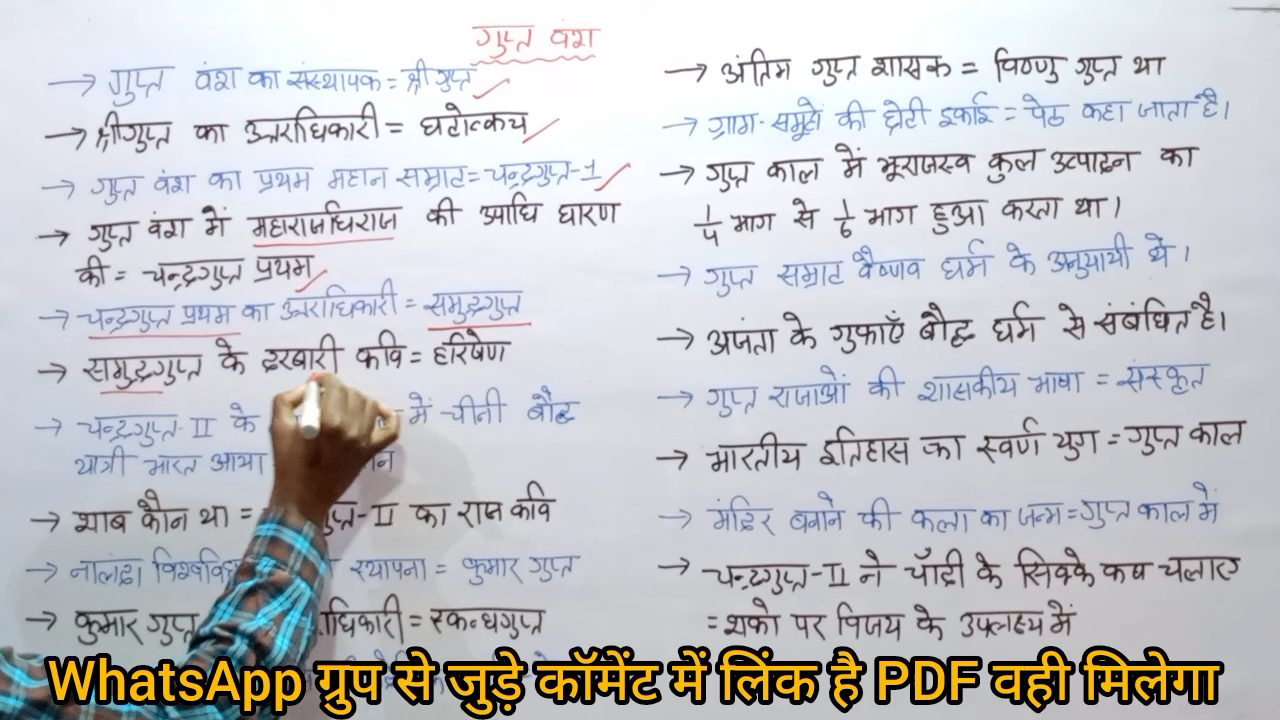 गुप्त वंश
→ गुप्त वंश का संस्थापक = श्री गुप्त
→ श्रीगुप्त का उत्तराधिकारी = घटोत्कच
→ गुप्त वंश का प्रथम महान सम्राट = चन्द्रगुप्त-1
→ गुप्त वंश में महाराजधिराज की उपाधि धारण
की = चन्द्रगुप्त प्रथम
→ चन्द्रगुप्त प्रथम का उत्तराधिकारी = समुद्रगुप्त
→ समुद्रगुप्त के दरबारी कवि = हरिषेण
→ चन्द्रगुप्त-II के में चीनी बौद्ध
यात्री भारत आया
→ शाब कौन था = गुप्त-II का राज कवि
→ नालंदा स्थापना = कुमार गुप्त
→ कुमार गुप्त = स्कन्धगुप्त
→ अंतिम गुप्त शासक = विष्णु गुप्त था
→ ग्राम-समूहों की छोटी इकाई = पेठ कहा जाता है।
→ गुप्त काल में भूराजस्व कुल उत्पादन का
1/4 भाग से 1/6 भाग हुआ करता था।
→ गुप्त सम्राट वैष्णव धर्म के अनुयायी थे।
→ अजंता के गुफाएँ बौद्ध धर्म से संबंधित है।
→ गुप्त राजाओं की शासकीय भाषा = संस्कृत
→ भारतीय इतिहास का स्वर्ण युग = गुप्त काल
→ मंदिर बनाने की कला का जन्म = गुप्त काल में
→ चन्द्रगुप्त-II ने चाँदी के सिक्के कब चलाए
= शको पर विजय के उपलक्ष्य में
WhatsApp ग्रुप से जुड़े कॉमेंट में लिंक है PDF वही मिलेगा